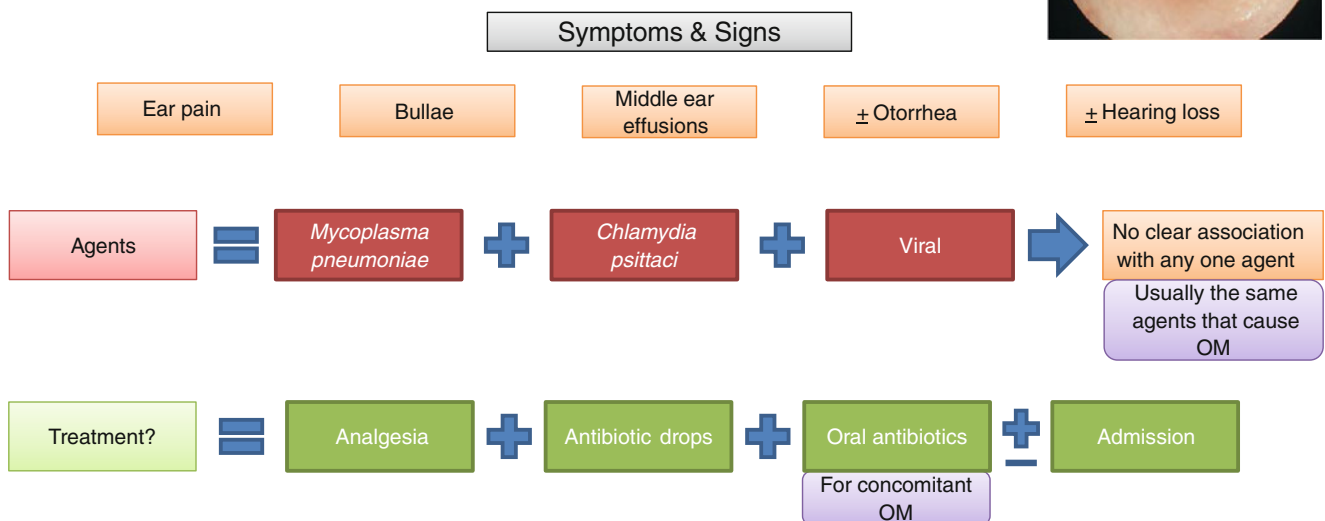 Symptoms & Signs
Ear pain
Bullae
Middle ear
effusions
± Otorrhea
± Hearing loss
Agents
Mycoplasma
pneumoniae
Chlamydia
psittaci
Viral
No clear association
with any one agent
Usually the same
agents that cause
OM
Treatment?
Analgesia
Antibiotic drops
Oral antibiotics
For concomitant
OM
Admission